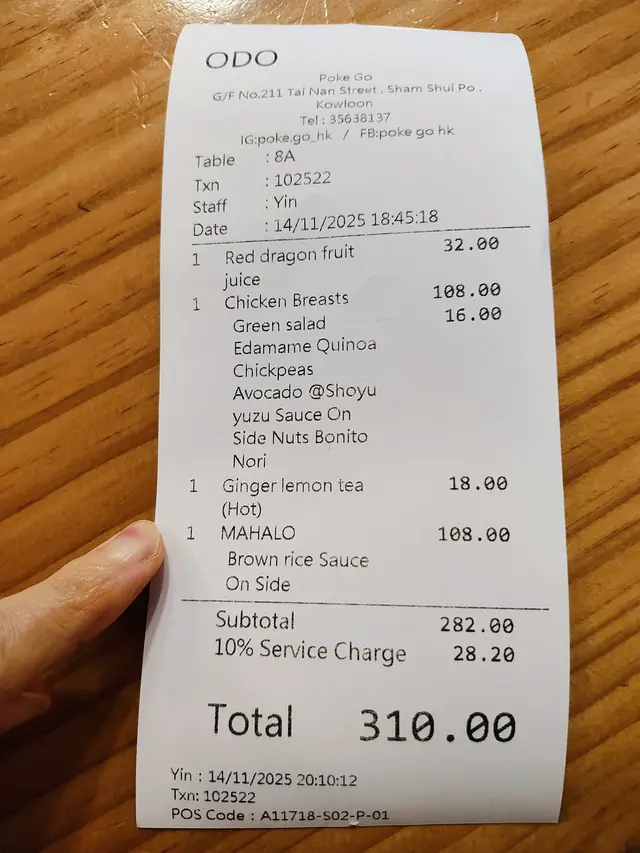 ODO
Poke Go
G/F No.211 Tai Nan Street , Sham Shui Po ,
Kowloon
Tel : 35638137
IG:poke.go_hk / FB:poke go hk
Table : 8A
Txn : 102522
Staff : Yin
Date : 14/11/2025 18:45:18
1 Red dragon fruit 32.00
juice
1 Chicken Breasts 108.00
Green salad 16.00
Edamame Quinoa
Chickpeas
Avocado @Shoyu
yuzu Sauce On
Side Nuts Bonito
Nori
1 Ginger lemon tea 18.00
(Hot)
1 MAHALO 108.00
Brown rice Sauce
On Side
Subtotal 282.00
10% Service Charge 28.20
Total 310.00
Yin : 14/11/2025 20:10:12
Txn: 102522
POS Code : A11718-S02-P-01